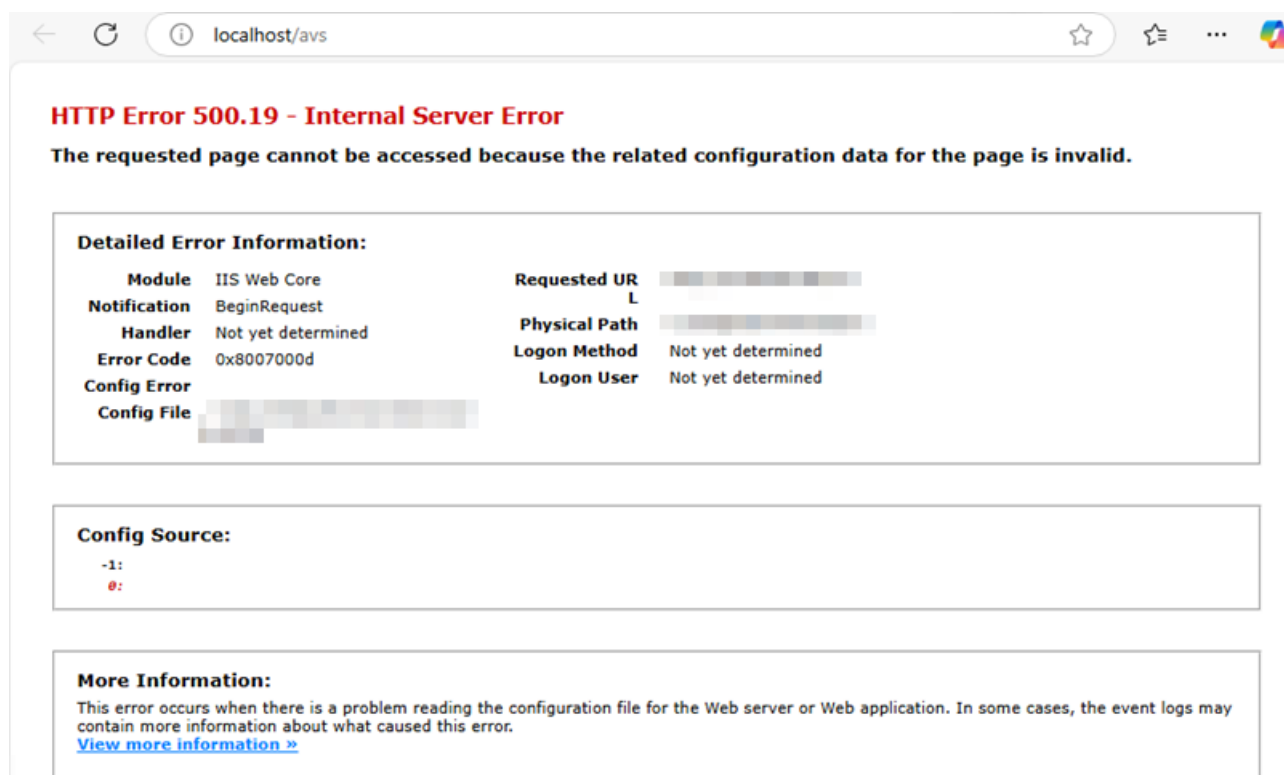 localhost/avs
HTTP Error 500.19 - Internal Server Error
The requested page cannot be accessed because the related configuration data for the page is invalid.
Detailed Error Information:
Module IIS Web Core
Notification BeginRequest
Handler Not yet determined
Error Code 0x8007000d
Config Error
Config File
Requested UR
L
Physical Path
Logon Method Not yet determined
Logon User Not yet determined
Config Source:
-1:
0:
More Information:
This error occurs when there is a problem reading the configuration file for the Web server or Web application. In some cases, the event logs may
contain more information about what caused this error.
View more information »